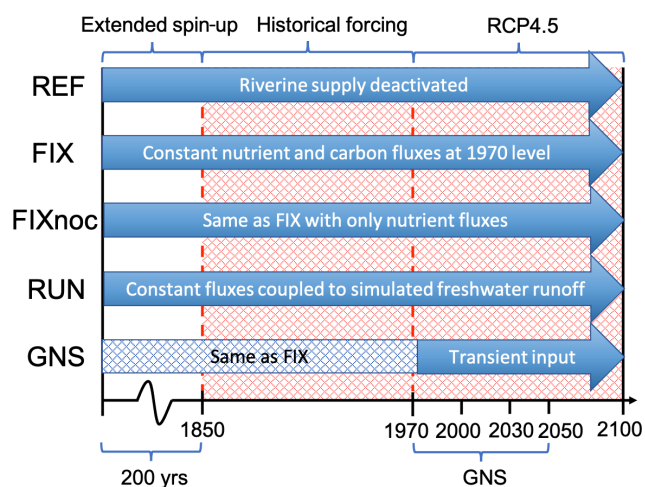 Extended spin-up Historical forcing RCP4.5
REF Riverine supply deactivated
FIX Constant nutrient and carbon fluxes at 1970 level
FIXnoc Same as FIX with only nutrient fluxes
RUN Constant fluxes coupled to simulated freshwater runoff
GNS Same as FIX Transient input
1850 1970 2000 2030 2050 2100
200 yrs GNS